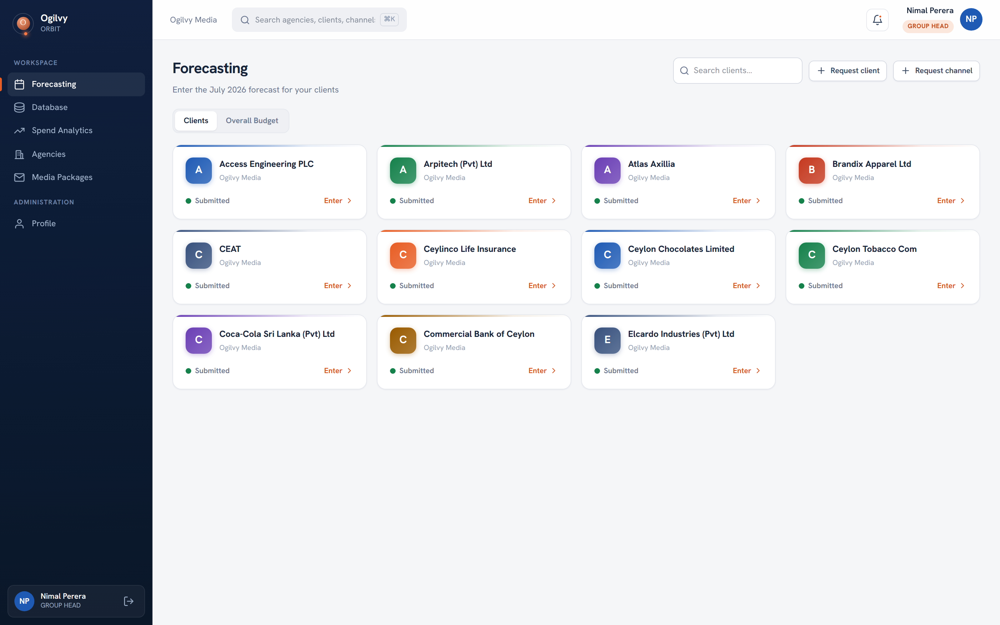 O
Ogilvy
ORBIT
WORKSPACE
Forecasting
Database
Spend Analytics
Agencies
Media Packages
ADMINISTRATION
Profile
NP
Nimal Perera
GROUP HEAD
Ogilvy Media
Search agencies, clients, channel
⌘K
Nimal Perera
GROUP HEAD
NP
Forecasting
Enter the July 2026 forecast for your clients
Search clients...
Request client
Request channel
Clients
Overall Budget
A
Access Engineering PLC
Ogilvy Media
Submitted
Enter
A
Arpitech (Pvt) Ltd
Ogilvy Media
Submitted
Enter
A
Atlas Axillia
Ogilvy Media
Submitted
Enter
B
Brandix Apparel Ltd
Ogilvy Media
Submitted
Enter
C
CEAT
Ogilvy Media
Submitted
Enter
C
Ceylinco Life Insurance
Ogilvy Media
Submitted
Enter
C
Ceylon Chocolates Limited
Ogilvy Media
Submitted
Enter
C
Ceylon Tobacco Com
Ogilvy Media
Submitted
Enter
C
Coca-Cola Sri Lanka (Pvt) Ltd
Ogilvy Media
Submitted
Enter
C
Commercial Bank of Ceylon
Ogilvy Media
Submitted
Enter
E
Elcardo Industries (Pvt) Ltd
Ogilvy Media
Submitted
Enter